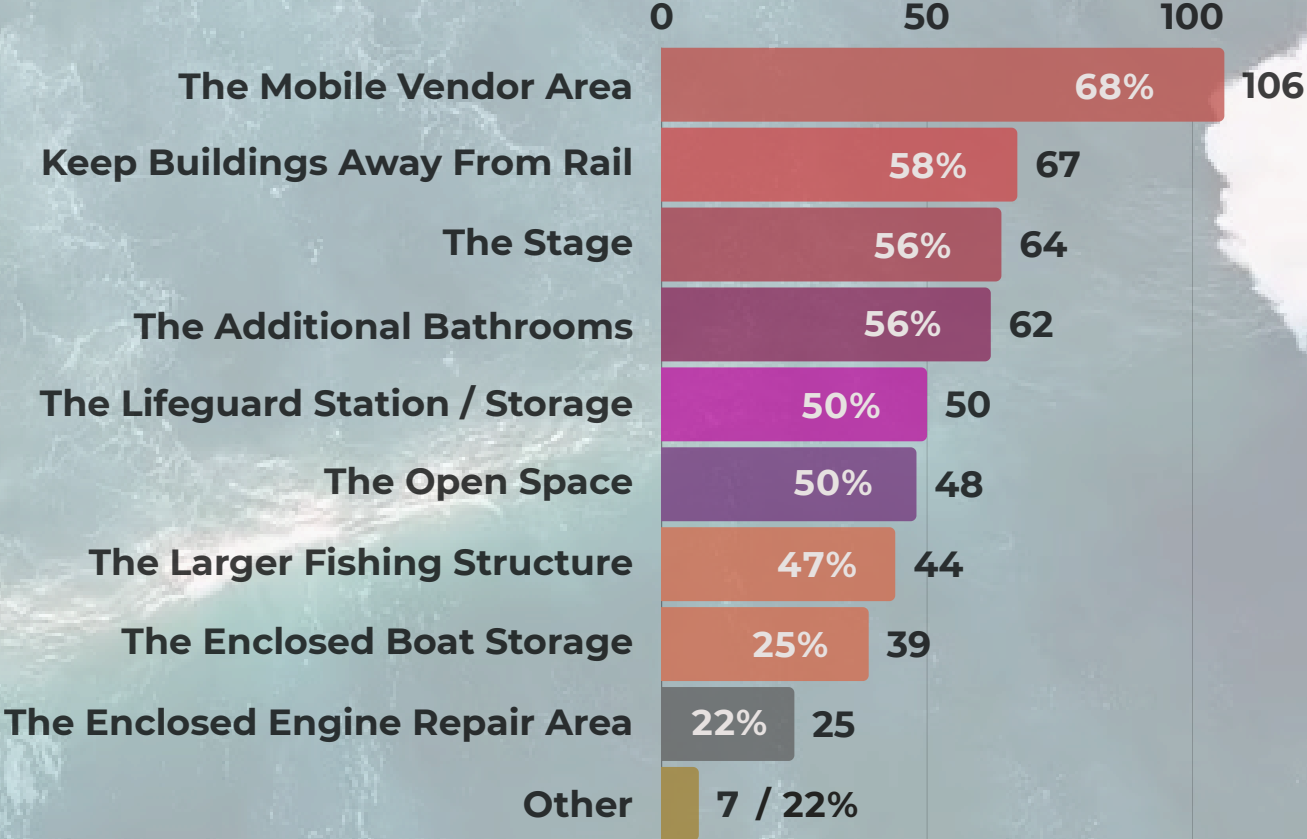 0 50 100
The Mobile Vendor Area 68% 106
Keep Buildings Away From Rail 58% 67
The Stage 56% 64
The Additional Bathrooms 56% 62
The Lifeguard Station / Storage 50% 50
The Open Space 50% 48
The Larger Fishing Structure 47% 44
The Enclosed Boat Storage 25% 39
The Enclosed Engine Repair Area 22% 25
Other 7 / 22%